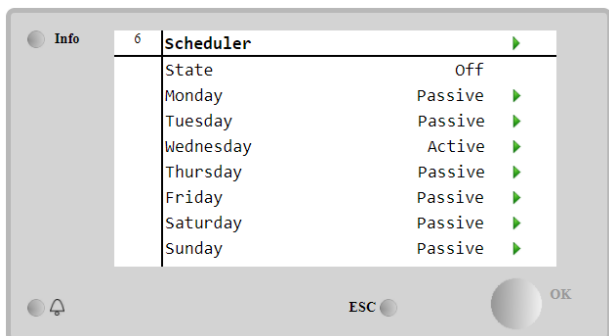 Info
6 Scheduler
State Off
Monday Passive
Tuesday Passive
Wednesday Active
Thursday Passive
Friday Passive
Saturday Passive
Sunday Passive
ESC OK